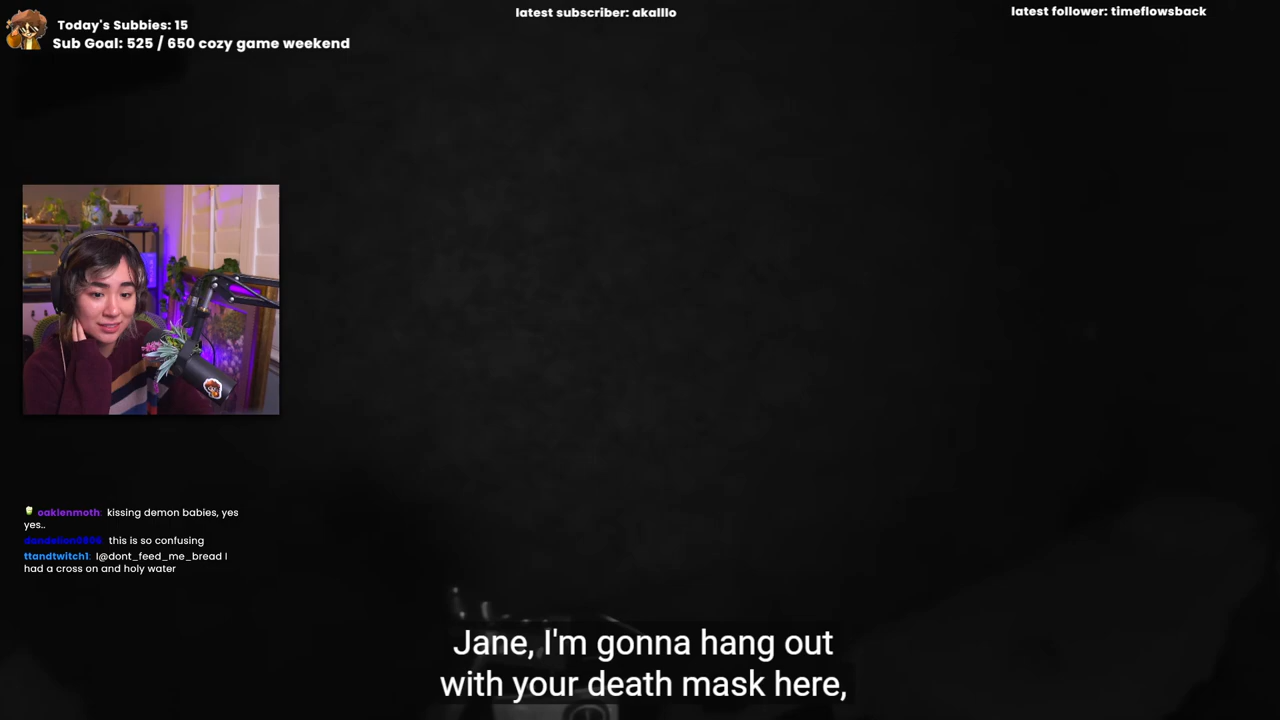 Today's Subbies: 15
Sub Goal: 525 / 650 cozy game weekend
latest subscriber: akalllo
latest follower: timeflowsback
oaklenmoth: kissing demon babies, yes
yes..
dandelion0800: this is so confusing
ttandtwitch1: I@dont_feed_me_bread I
had a cross on and holy water
Jane, I'm gonna hang out
with your death mask here,